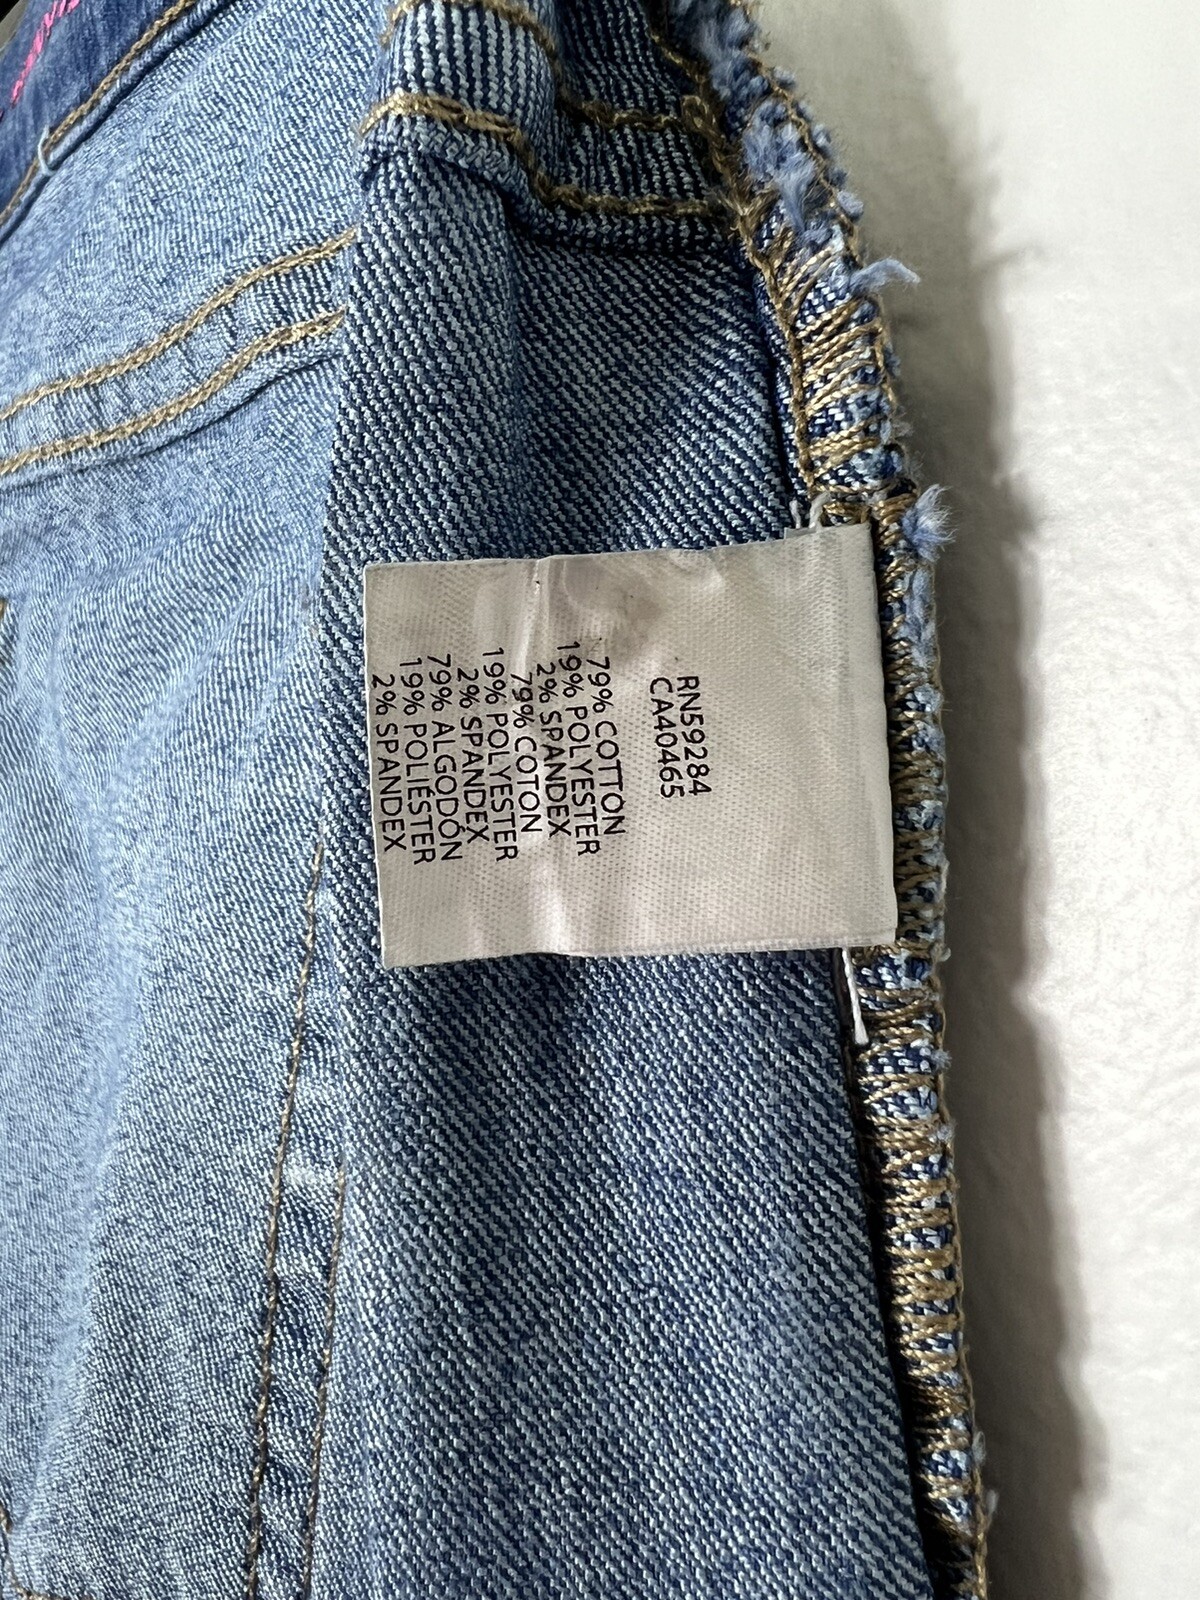 RN59284
CA40465
79% COTTON
19% POLYESTER
2% SPANDEX
79% COTON
19% POLYESTER
2% SPANDEX
79% ALGODÓN
19% POLIÉSTER
2% SPANDEX